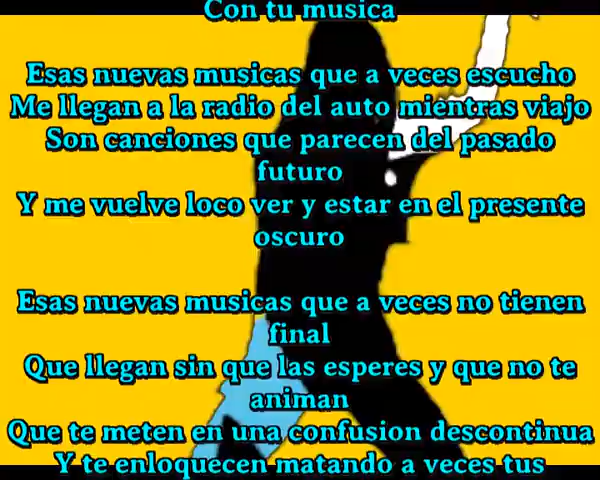 Con tu musica
Esas nuevas musicas que a veces escucho
Me llegan a la radio del auto mientras viajo
Son canciones que parecen del pasado
futuro
Y me vuelve loco ver y estar en el presente
oscuro
Esas nuevas musicas que a veces no tienen
final
Que llegan sin que las esperes y que no te
animan
Que te meten en una confusion descontinua
Y te enloquecen matando a veces tus